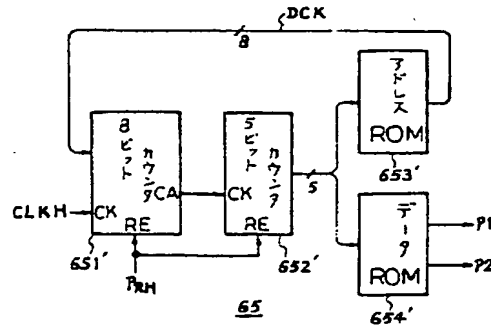 DCK
8
8ビット
カウンタ
CA
CK
RE
CLKH
651'
PRH
5ビット
カウンタ
CK
RE
652'
5
アドレス
ROM
653'
データ
ROM
654'
P1
P2
65